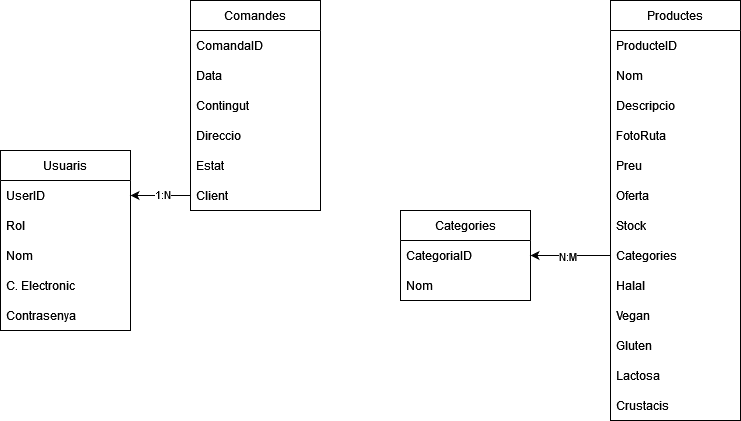 Comandes
ComandaID
Data
Contingut
Direccio
Estat
Client
Usuaris
UserID
Rol
Nom
C. Electronic
Contrasenya
1:N
Categories
CategoriaID
Nom
N:M
Productes
ProducteID
Nom
Descripcio
FotoRuta
Preu
Oferta
Stock
Categories
Halal
Vegan
Gluten
Lactosa
Crustacis